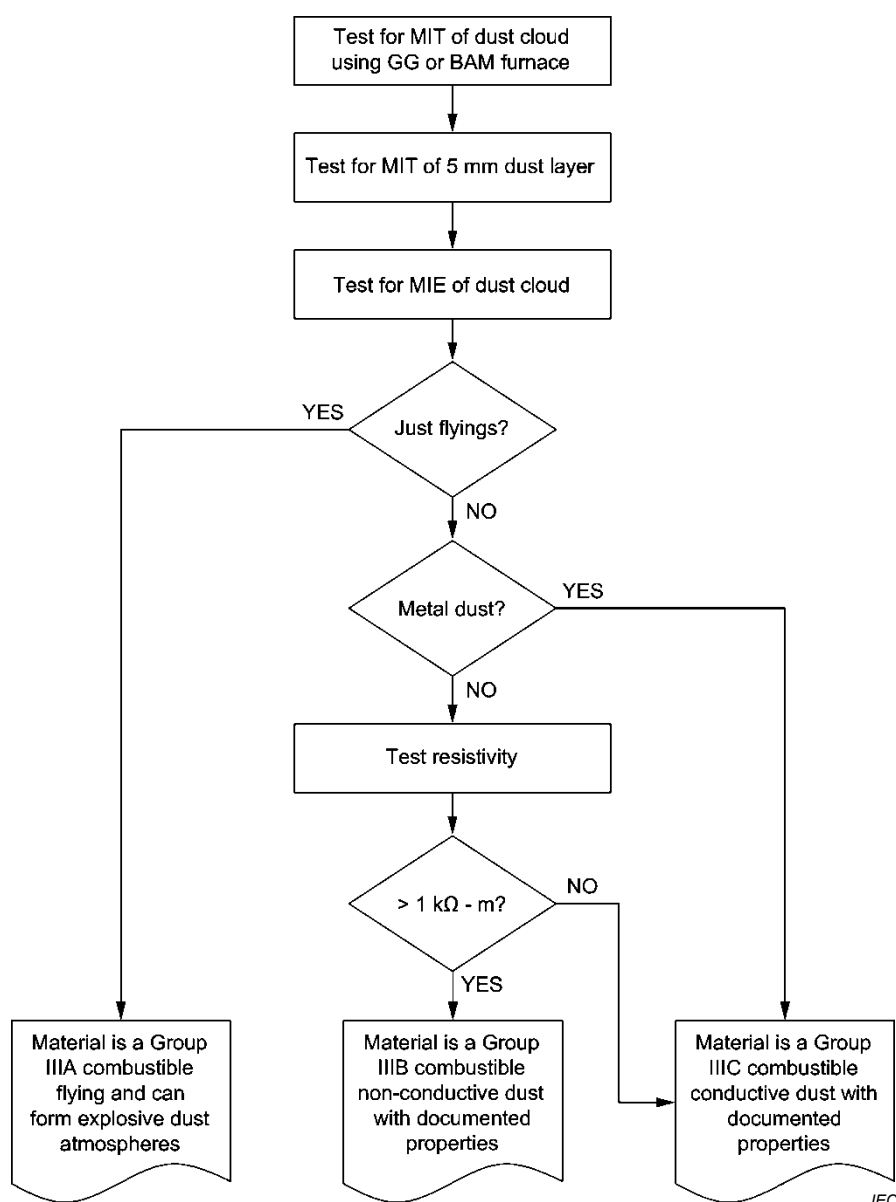 Test for MIT of dust cloud
using GG or BAM furnace
Test for MIT of 5 mm dust layer
Test for MIE of dust cloud
YES
Just flyings?
NO
Metal dust?
YES
NO
Test resistivity
> 1 kΩ - m?
NO
YES
Material is a Group
IIIA combustible
flying and can
form explosive dust
atmospheres
Material is a Group
IIIB combustible
non-conductive dust
with documented
properties
Material is a Group
IIIC combustible
conductive dust with
documented
properties
IEC